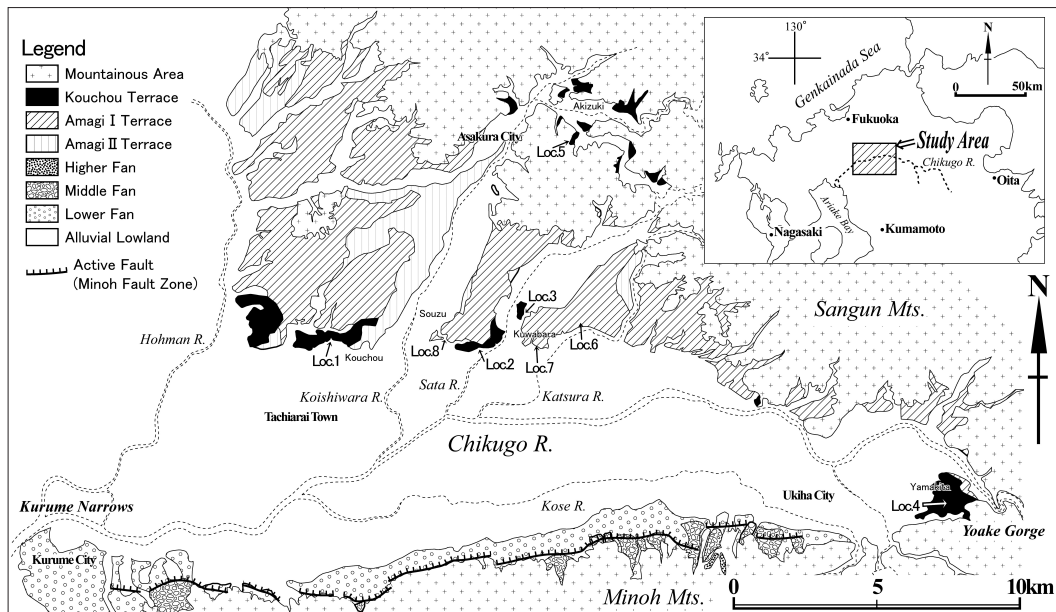 Legend
Mountainous Area
Kouchou Terrace
Amagi Ⅰ Terrace
Amagi Ⅱ Terrace
Higher Fan
Middle Fan
Lower Fan
Alluvial Lowland
Active Fault
(Minoh Fault Zone)
130°
34°
N
0 50km
Genkainada Sea
Fukuoka
Study Area
Chikugo R.
Oita
Ariake Bay
Nagasaki
Kumamoto
Akizuki
Asakura City
Loc.5
N
Sangun Mts.
Hohman R.
Souzu
Loc.3
Kuwabara
Loc.6
Loc.1
Kouchou
Loc.8
Loc.2
Loc.7
Sata R.
Koishiwara R.
Katsura R.
Tachiarai Town
Chikugo R.
Yamakita
Loc.4
Ukiha City
Kurume Narrows
Kose R.
Yoake Gorge
Kurume City
Minoh Mts.
0 5 10km